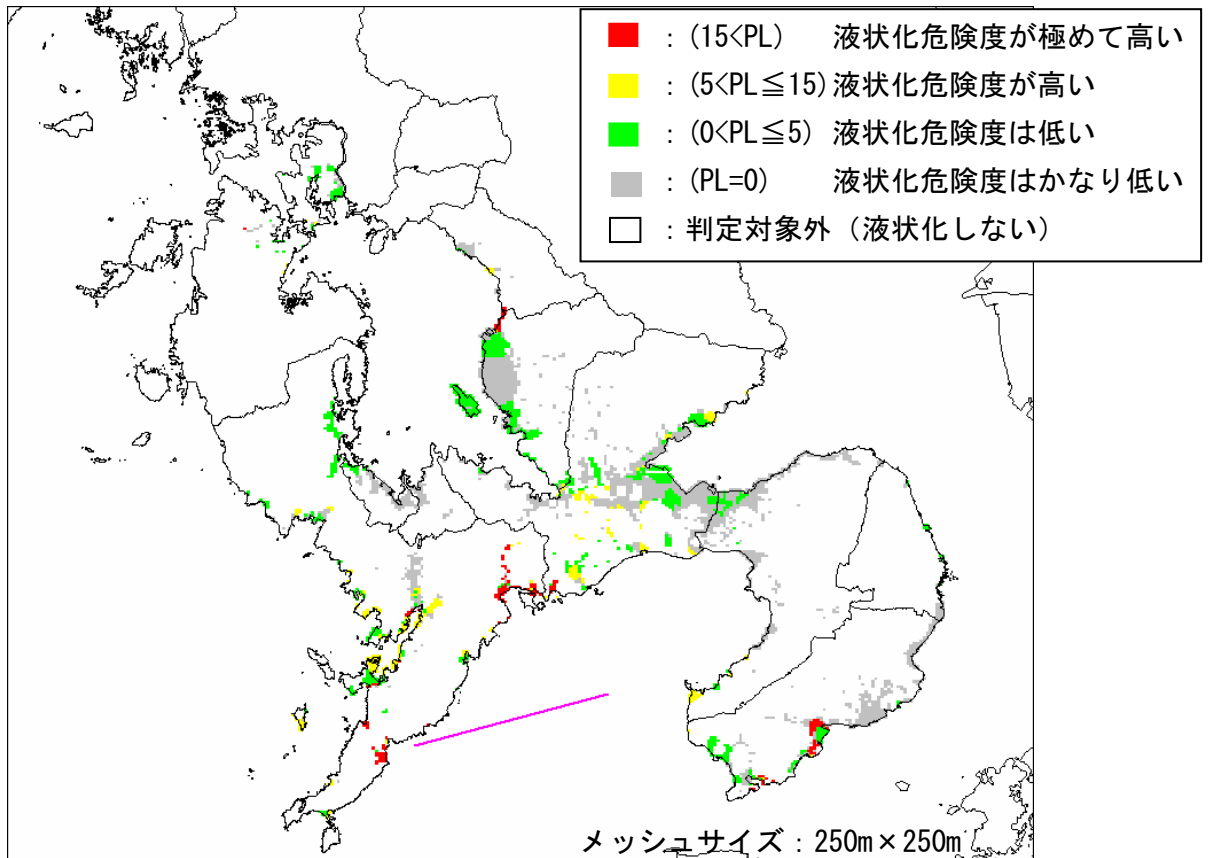 : (15<PL) 液状化危険度が極めて高い
: (5<PL≦15) 液状化危険度が高い
: (0<PL≦5) 液状化危険度は低い
: (PL=0) 液状化危険度はかなり低い
: 判定対象外（液状化しない）
メッシュサイズ：250m×250m